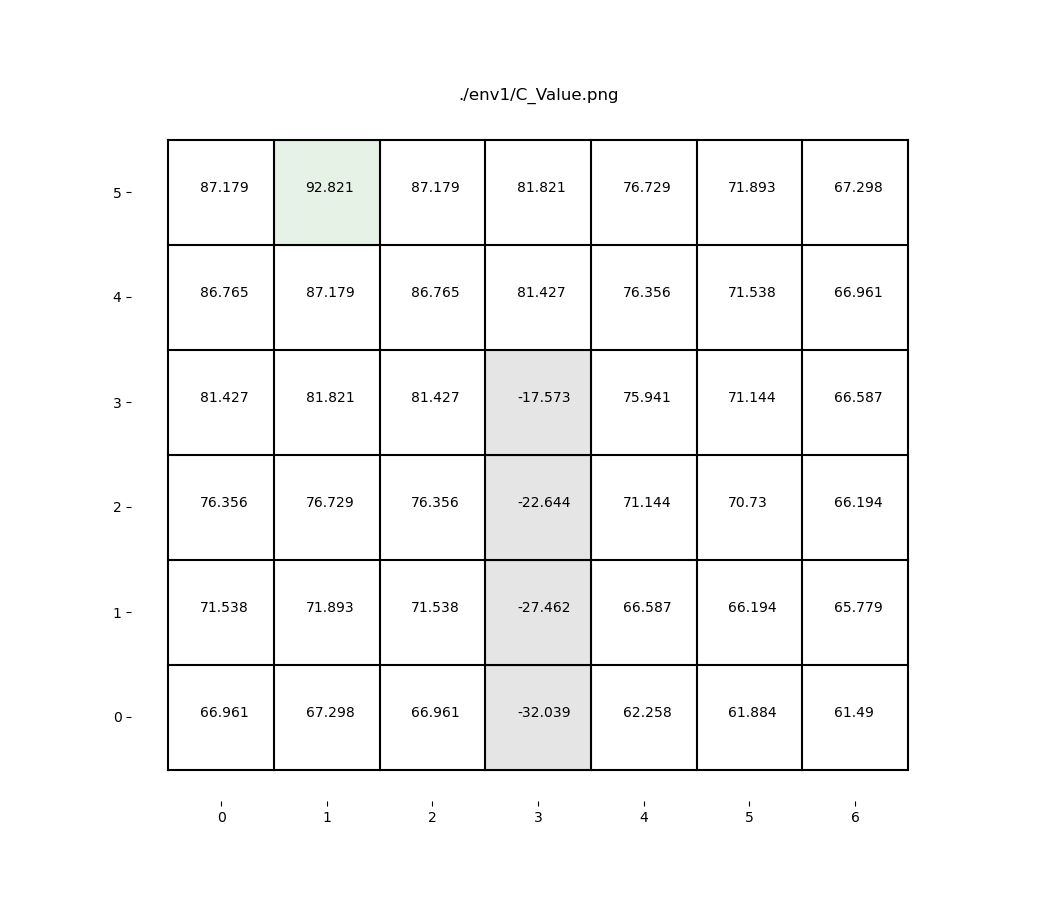 ./env1/C_Value.png
5 87.179 92.821 87.179 81.821 76.729 71.893 67.298
4 86.765 87.179 86.765 81.427 76.356 71.538 66.961
3 81.427 81.821 81.427 -17.573 75.941 71.144 66.587
2 76.356 76.729 76.356 -22.644 71.144 70.73 66.194
1 71.538 71.893 71.538 -27.462 66.587 66.194 65.779
0 66.961 67.298 66.961 -32.039 62.258 61.884 61.49
0 1 2 3 4 5 6